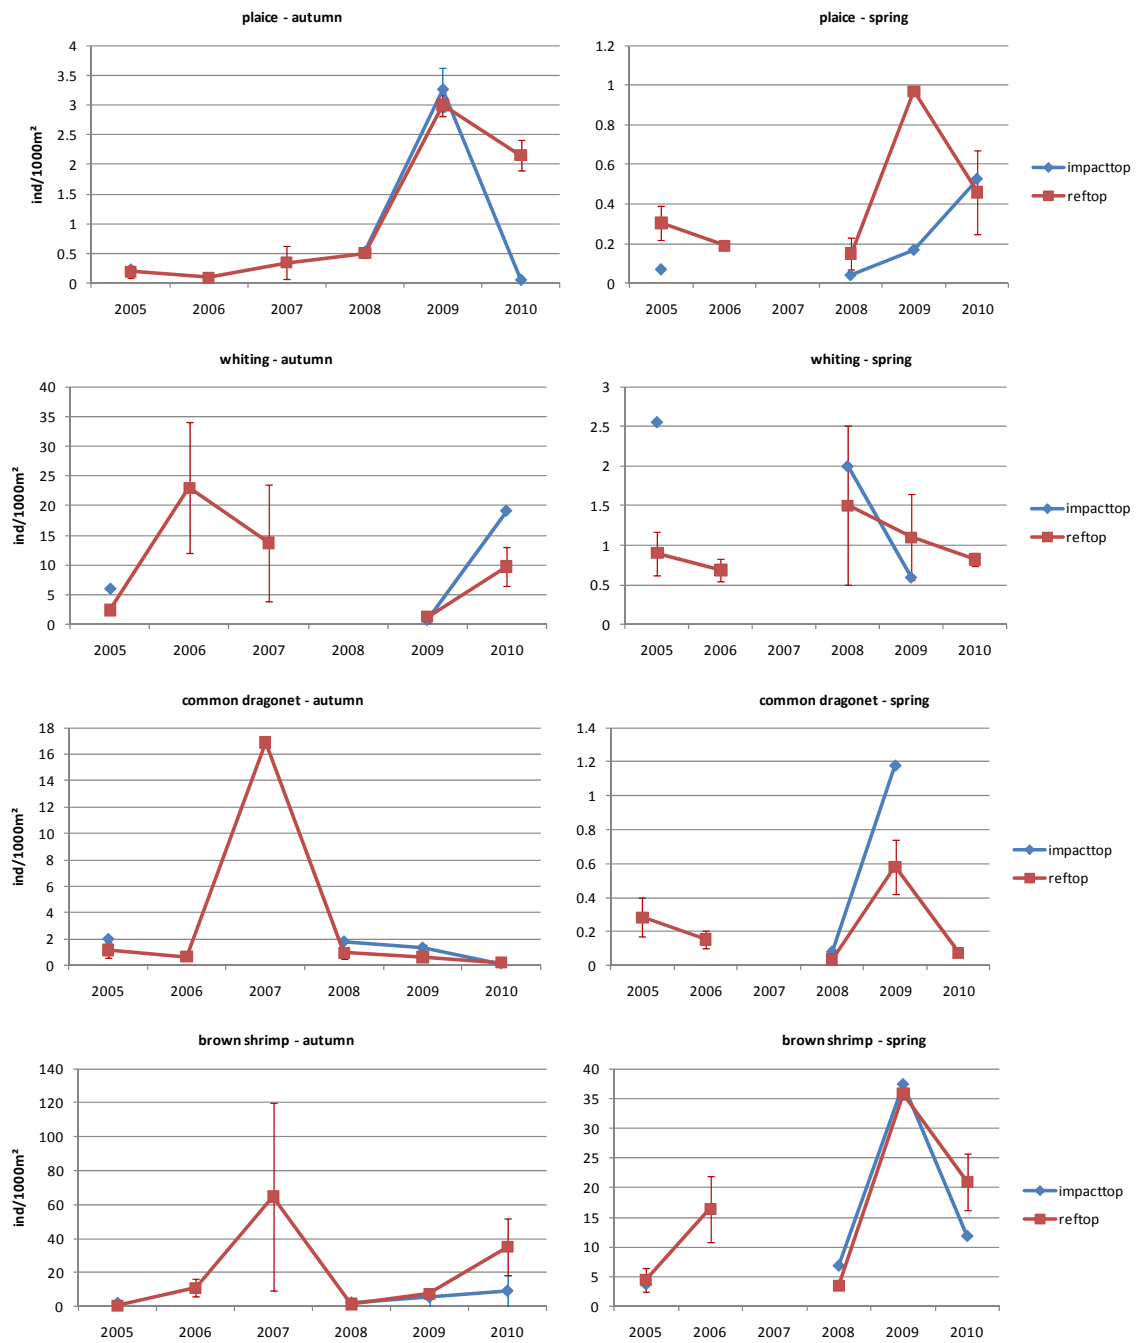 plaice - autumn
ind/1000m²
4
3.5
3
2.5
2
1.5
1
0.5
0
2005 2006 2007 2008 2009 2010
plaice - spring
1.2
1
0.8
0.6
0.4
0.2
0
2005 2006 2007 2008 2009 2010
impacttop
reftop
whiting - autumn
ind/1000m²
40
35
30
25
20
15
10
5
0
2005 2006 2007 2008 2009 2010
whiting - spring
3
2.5
2
1.5
1
0.5
0
2005 2006 2007 2008 2009 2010
impacttop
reftop
common dragonet - autumn
ind/1000m²
18
16
14
12
10
8
6
4
2
0
2005 2006 2007 2008 2009 2010
common dragonet - spring
1.4
1.2
1
0.8
0.6
0.4
0.2
0
2005 2006 2007 2008 2009 2010
impacttop
reftop
brown shrimp - autumn
ind/1000m²
140
120
100
80
60
40
20
0
2005 2006 2007 2008 2009 2010
brown shrimp - spring
40
35
30
25
20
15
10
5
0
2005 2006 2007 2008 2009 2010
impacttop
reftop